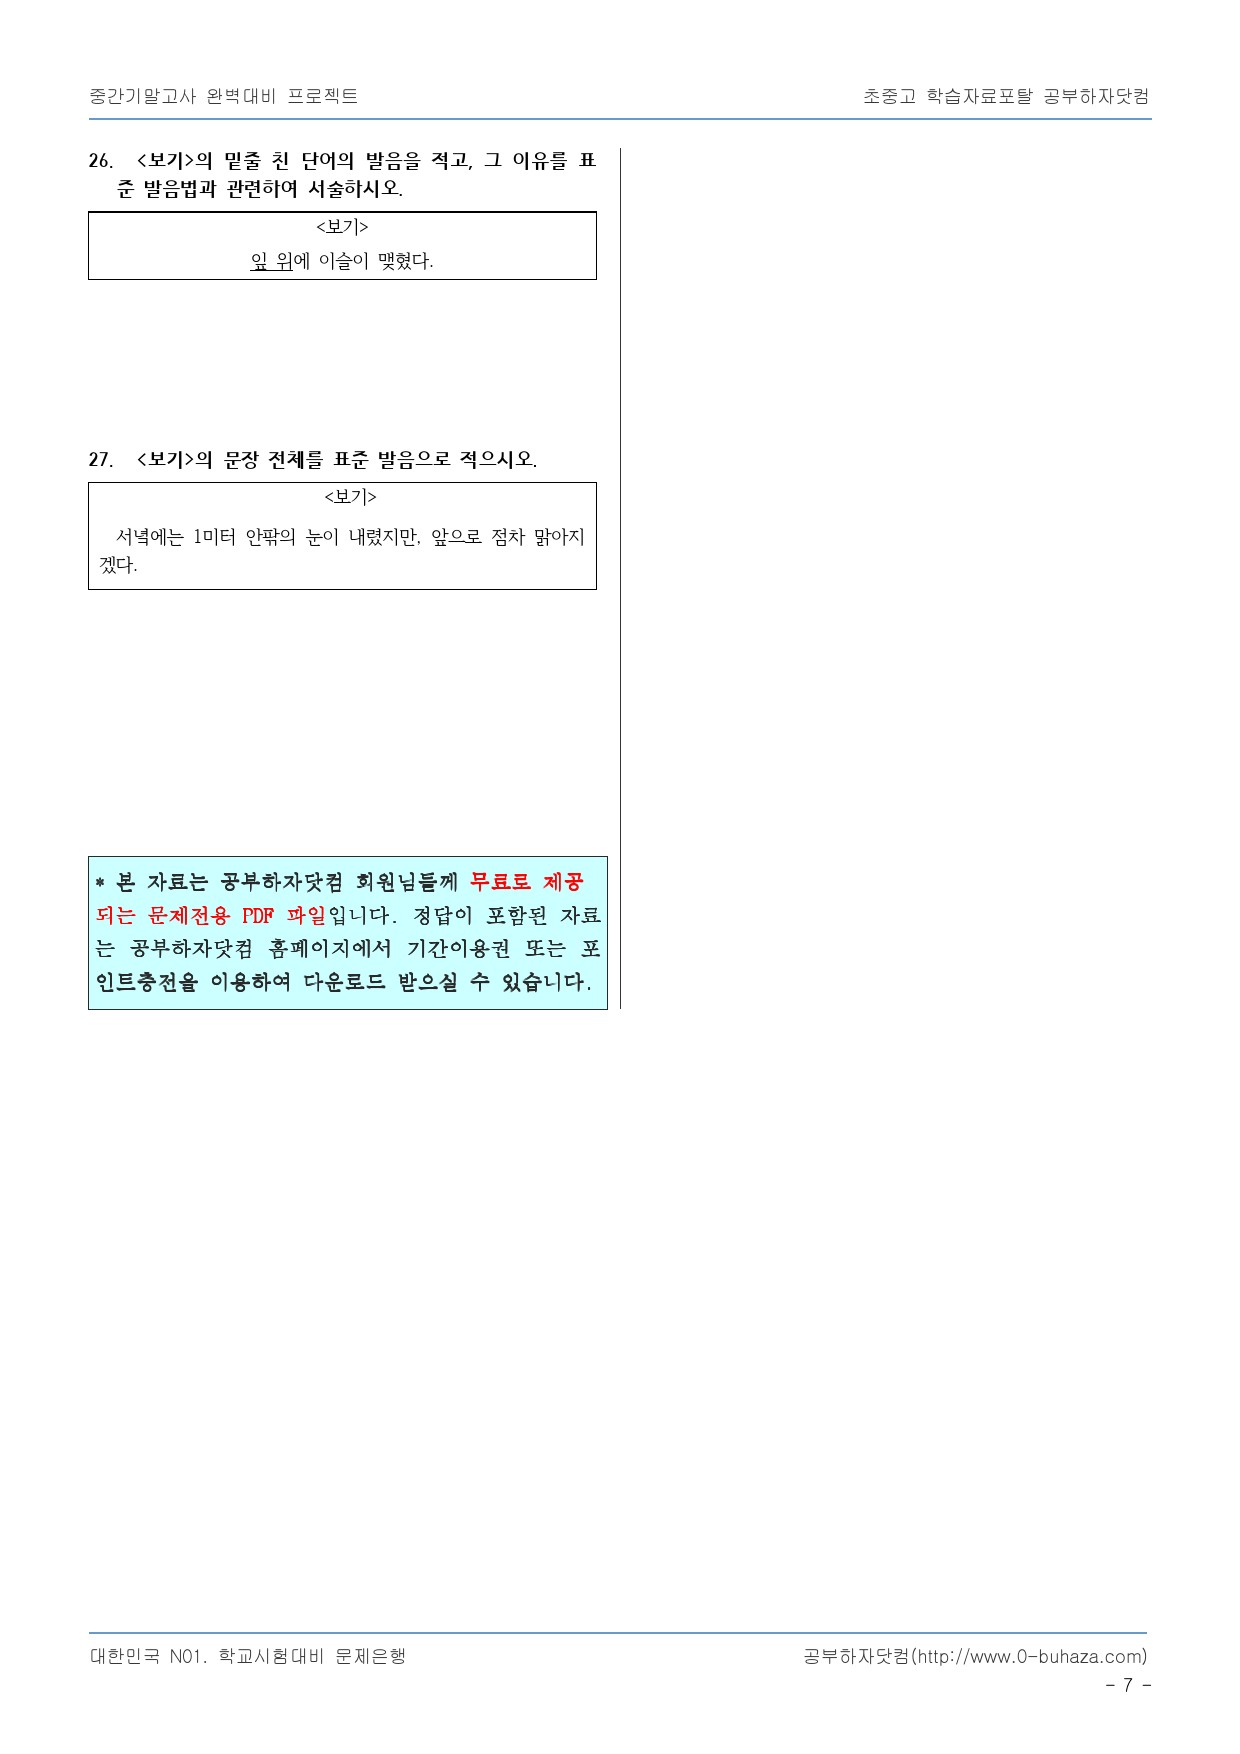 중간기말고사 완벽대비 프로젝트
초중고 학습자료포탈 공부하자닷컴
26. <보기>의 밑줄 친 단어의 발음을 적고, 그 이유를 표
준 발음법과 관련하여 서술하시오.
<보기>
잎 위에 이슬이 맺혔다.
27. <보기>의 문장 전체를 표준 발음으로 적으시오.
<보기>
서녘에는 1미터 안팎의 눈이 내렸지만, 앞으로 점차 맑아지
겠다.
* 본 자료는 공부하자닷컴 회원님들께 무료로 제공
되는 문제전용 PDF 파일입니다. 정답이 포함된 자료
는 공부하자닷컴 홈페이지에서 기간이용권 또는 포
인트충전을 이용하여 다운로드 받으실 수 있습니다.
대한민국 N01. 학교시험대비 문제은행
공부하자닷컴(http://www.0-buhaza.com)
- 7 -